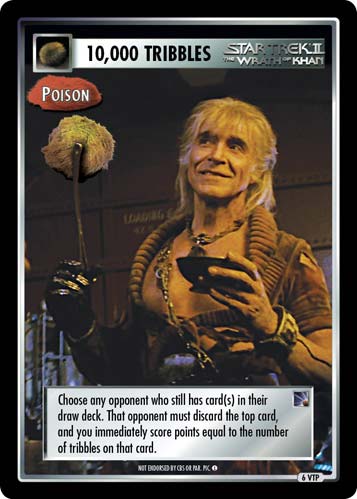 10,000 TRIBBLES
STAR TREK II
THE WRATH OF KHAN
POISON
LOADING
Choose any opponent who still has card(s) in their
draw deck. That opponent must discard the top card,
and you immediately score points equal to the number
of tribbles on that card.
NOT ENDORSED BY CBS OR PAR. PIC.
6 VTP